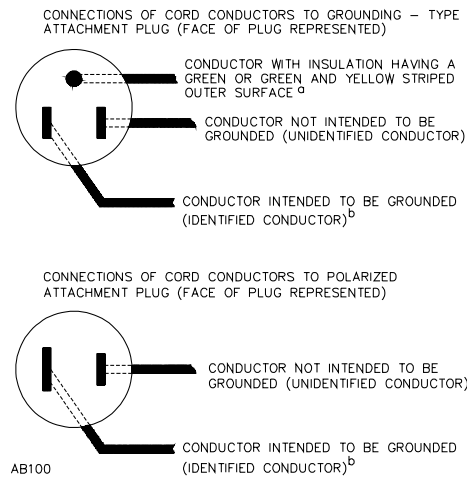 CONNECTIONS OF CORD CONDUCTORS TO GROUNDING – TYPE
ATTACHMENT PLUG (FACE OF PLUG REPRESENTED)
CONDUCTOR WITH INSULATION HAVING A
GREEN OR GREEN AND YELLOW STRIPED
OUTER SURFACE a
CONDUCTOR NOT INTENDED TO BE
GROUNDED (UNIDENTIFIED CONDUCTOR)
CONDUCTOR INTENDED TO BE GROUNDED
(IDENTIFIED CONDUCTOR) b
CONNECTIONS OF CORD CONDUCTORS TO POLARIZED
ATTACHMENT PLUG (FACE OF PLUG REPRESENTED)
CONDUCTOR NOT INTENDED TO BE
GROUNDED (UNIDENTIFIED CONDUCTOR)
CONDUCTOR INTENDED TO BE GROUNDED
(IDENTIFIED CONDUCTOR) b
AB100